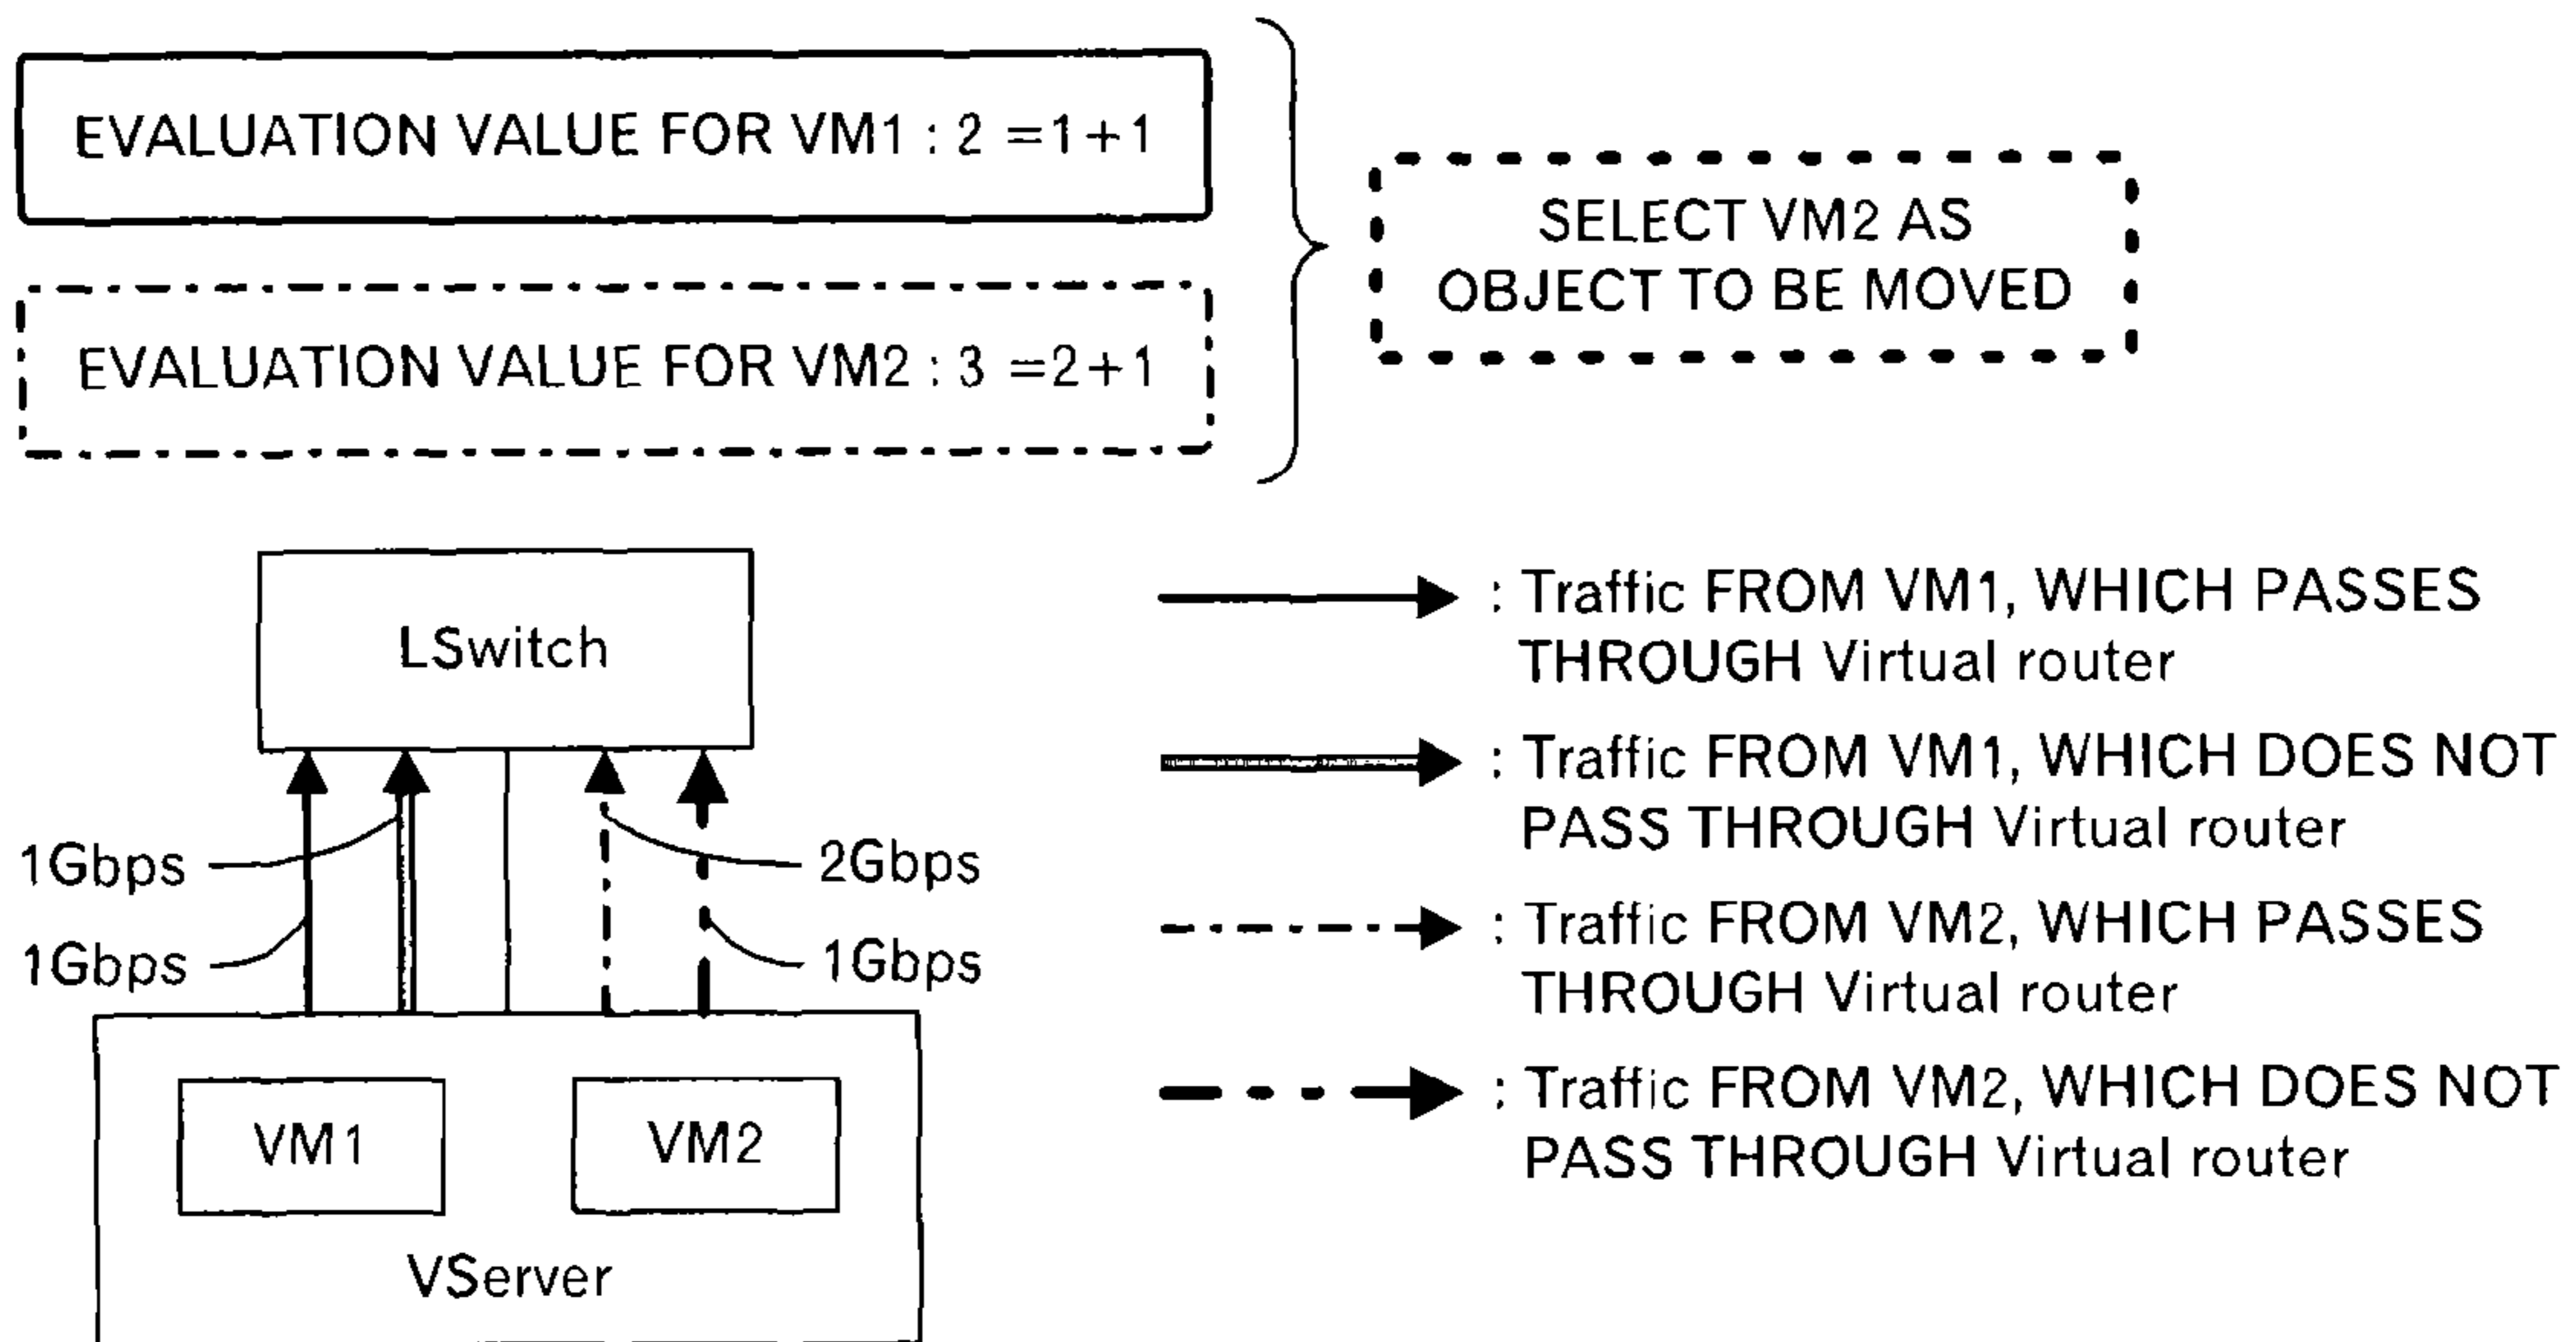 EVALUATION VALUE FOR VM1 : 2 =1+1
EVALUATION VALUE FOR VM2 : 3 =2+1
SELECT VM2 AS
OBJECT TO BE MOVED
LSwitch
1Gbps
1Gbps
2Gbps
1Gbps
VM1
VM2
VServer
: Traffic FROM VM1, WHICH PASSES
THROUGH Virtual router
: Traffic FROM VM1, WHICH DOES NOT
PASS THROUGH Virtual router
: Traffic FROM VM2, WHICH PASSES
THROUGH Virtual router
: Traffic FROM VM2, WHICH DOES NOT
PASS THROUGH Virtual router